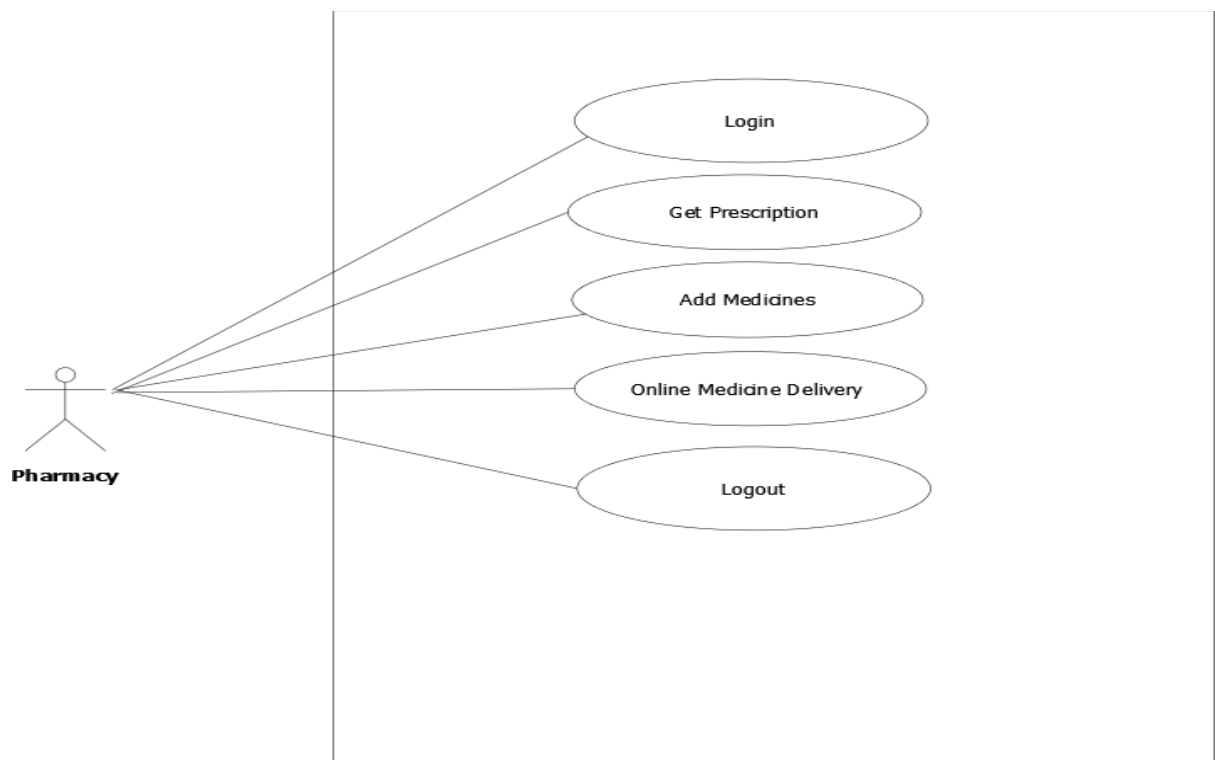 Login
Get Prescription
Add Medicines
Online Medicine Delivery
Logout
Pharmacy